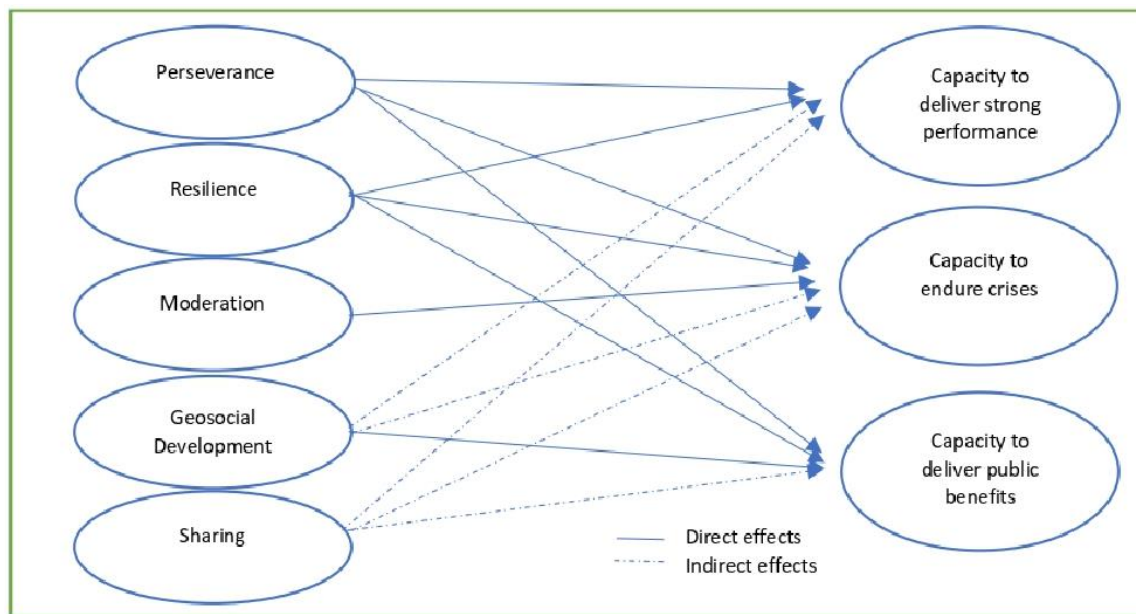 Perseverance
Resilience
Moderation
Geosocial
Development
Sharing
Capacity to
deliver strong
performance
Capacity to
endure crises
Capacity to
deliver public
benefits
Direct effects
Indirect effects